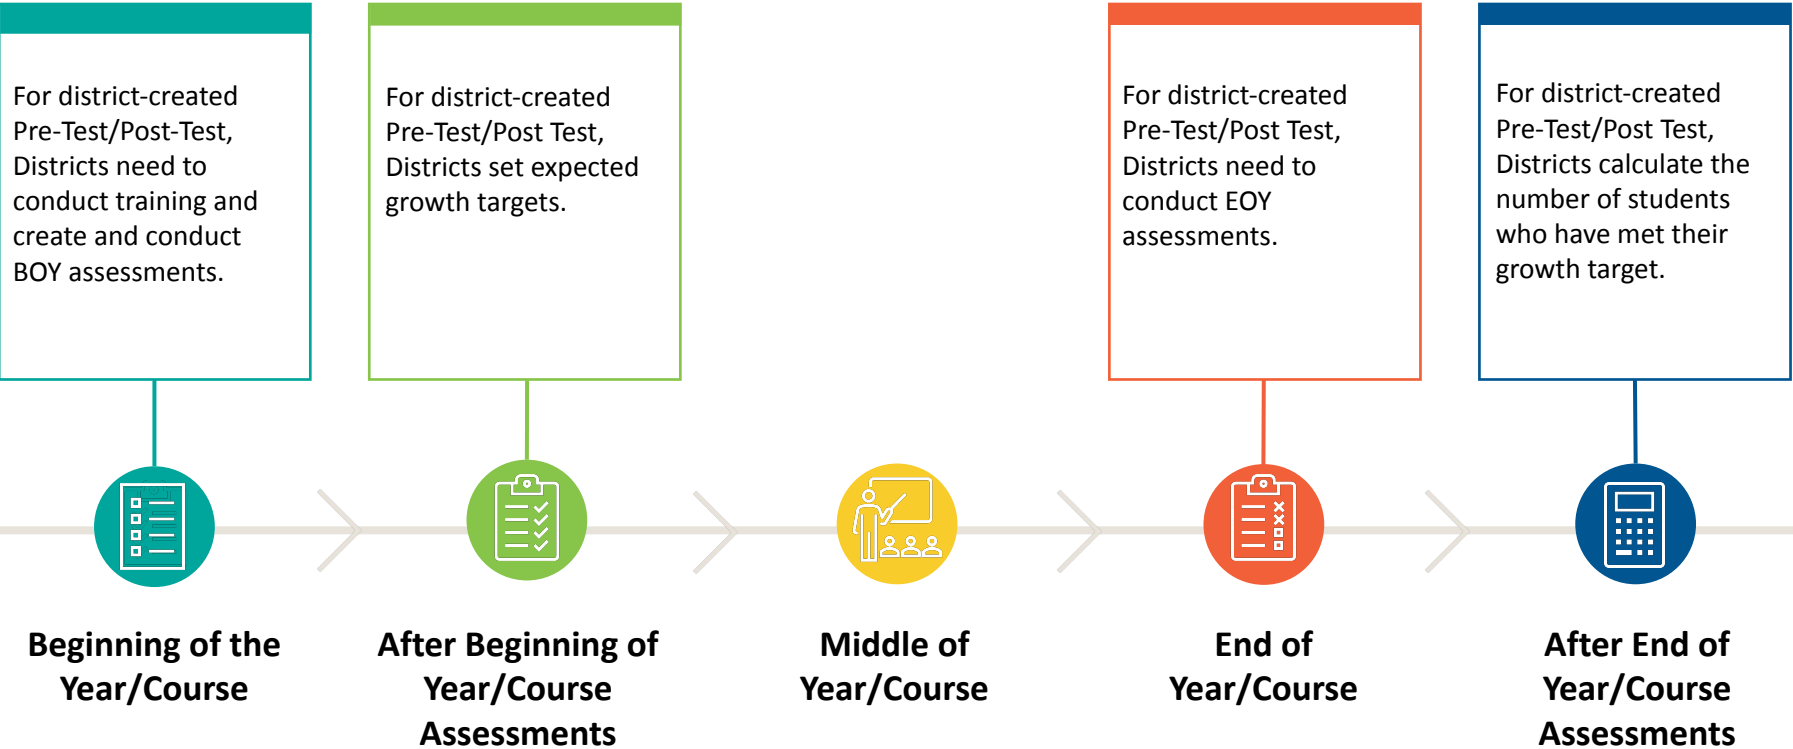 For district-created
Pre-Test/Post-Test,
Districts need to
conduct training and
create and conduct
BOY assessments.
For district-created
Pre-Test/Post Test,
Districts set expected
growth targets.
For district-created
Pre-Test/Post Test,
Districts need to
conduct EOY
assessments.
For district-created
Pre-Test/Post Test,
Districts calculate the
number of students
who have met their
growth target.
Beginning of the
Year/Course
After Beginning of
Year/Course
Assessments
Middle of
Year/Course
End of
Year/Course
After End of
Year/Course
Assessments